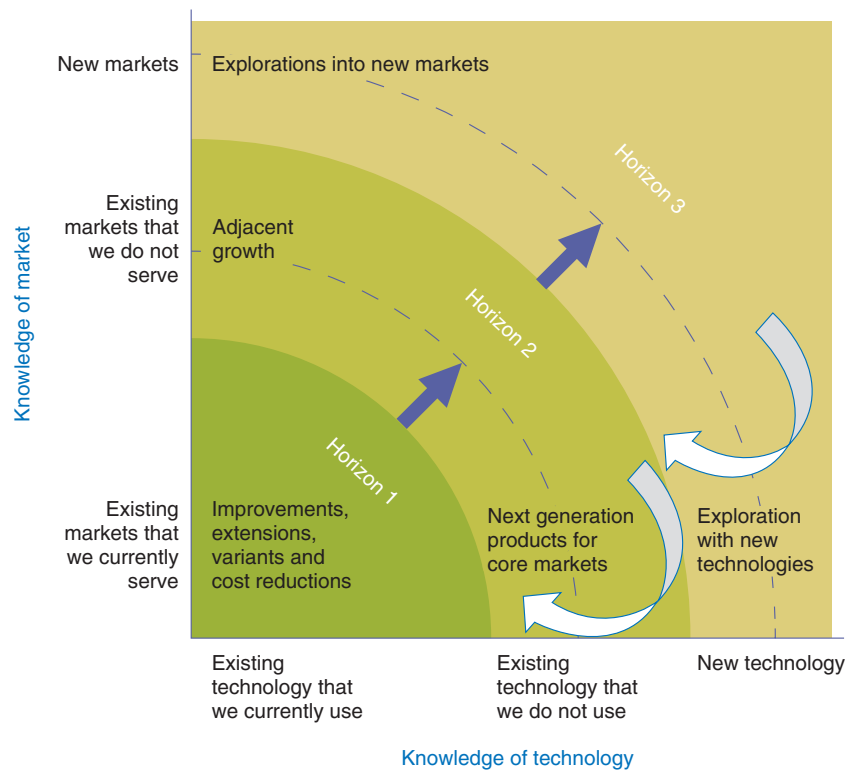 New markets
Explorations into new markets
Horizon 3
Existing
markets that
we do not
serve
Adjacent
growth
Horizon 2
Knowledge of market
Horizon 1
Existing
markets that
we currently
serve
Improvements,
extensions,
variants and
cost reductions
Next generation
products for
core markets
Exploration
with new
technologies
Existing
technology that
we currently use
Existing
technology that
we do not use
New technology
Knowledge of technology